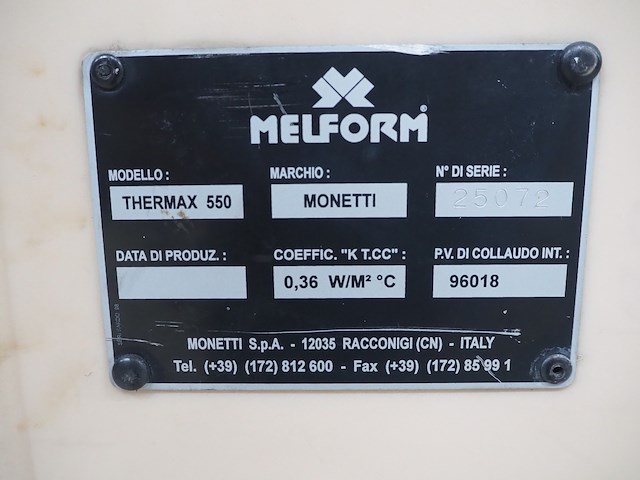 MELFORM®
MODELLO :
MARCHIO :
N° DI SERIE :
THERMAX 550
MONETTI
25072
DATA DI PRODUZ. :
COEFFIC. "K T.CC" :
P.V. DI COLLAUDO INT. :
0,36 W/M² °C
96018
MONETTI S.p.A. - 12035 RACCONIGI (CN) - ITALY
Tel. (+39) (172) 812 600 - Fax (+39) (172) 85 99 1